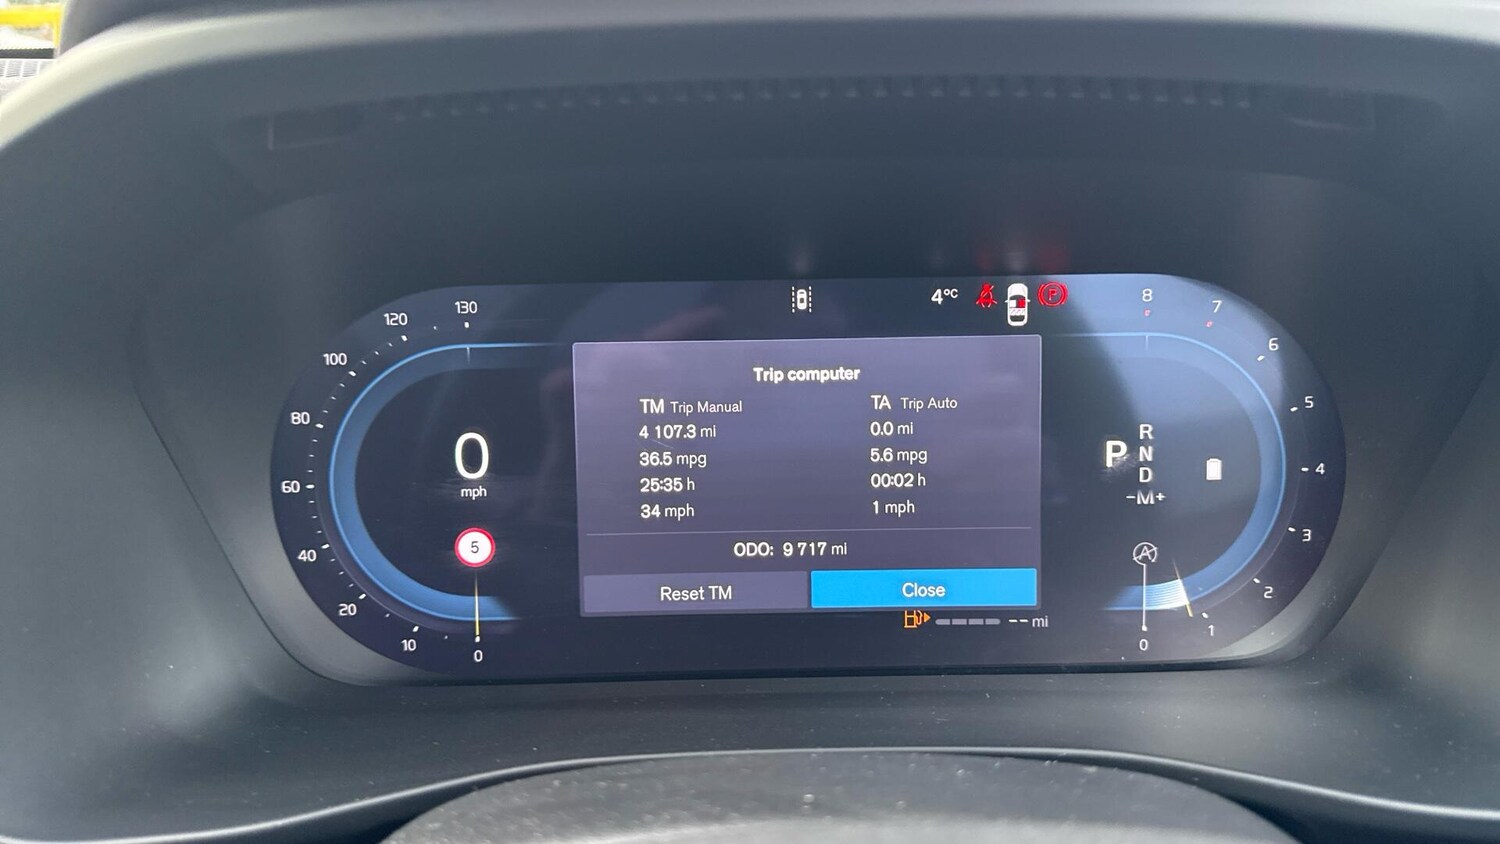 4°C
P
130
120
100
80
60
40
20
10
0
0
mph
5
Trip computer
TM Trip Manual
4 107.3 mi
36.5 mpg
25:35 h
34 mph
TA Trip Auto
0.0 mi
5.6 mpg
00:02 h
1 mph
ODO: 9 717 mi
Reset TM
Close
-- mi
P
R
N
D
-M+
A
8
7
6
5
4
3
2
1
0